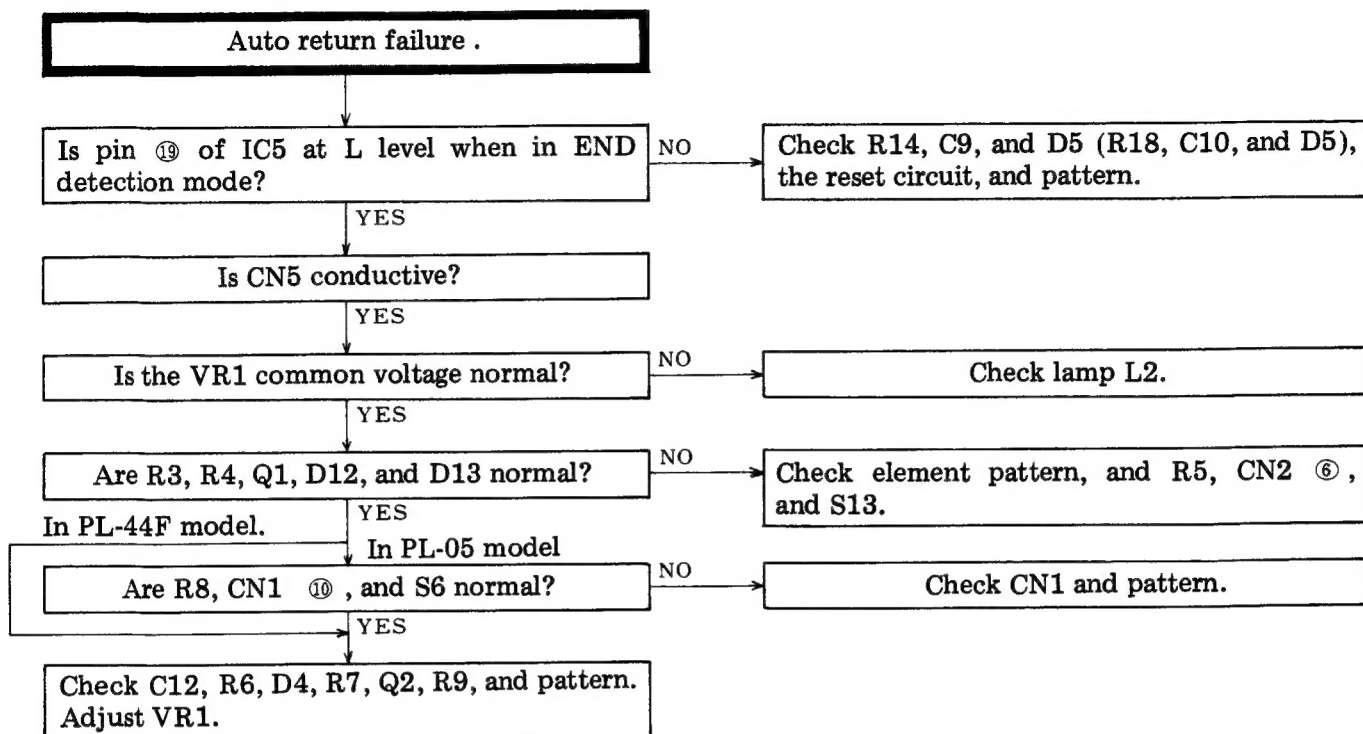 Auto return failure .
Is pin ⑲ of IC5 at L level when in END
detection mode?
NO
Check R14, C9, and D5 (R18, C10, and D5),
the reset circuit, and pattern.
YES
Is CN5 conductive?
YES
Is the VR1 common voltage normal?
NO
Check lamp L2.
YES
Are R3, R4, Q1, D12, and D13 normal?
NO
Check element pattern, and R5, CN2 ⑥ ,
and S13.
YES
In PL-44F model.
In PL-05 model
Are R8, CN1 ⑩ , and S6 normal?
NO
Check CN1 and pattern.
YES
Check C12, R6, D4, R7, Q2, R9, and pattern.
Adjust VR1.